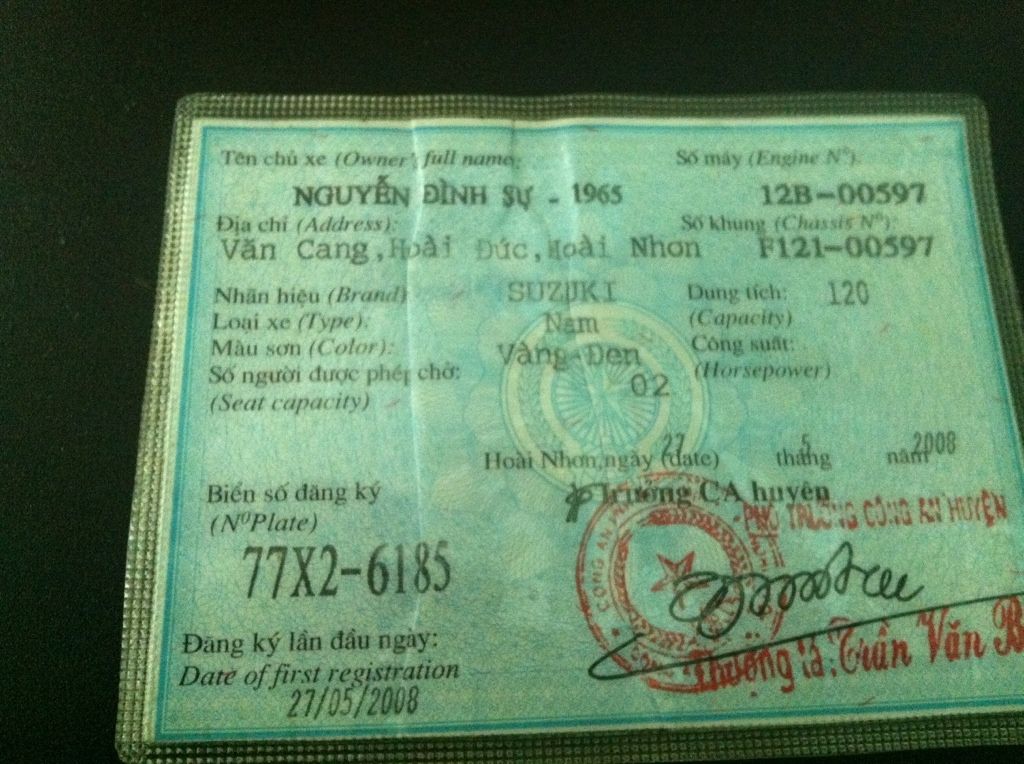 Tên chủ xe (Owner' full name: Số máy (Engine Nº):
NGUYỄN ĐÌNH SỰ - 1965 12B-00597
Địa chỉ (Address): Số khung (Chassis Nº):
Văn Cang,Hoài Đức,Hoài Nhơn F121-00597
Nhãn hiệu (Brand) SUZUKI Dung tích: 120
Loại xe (Type): Nam (Capacity)
Màu sơn (Color): Vàng-Đen Công suất:
Số người được phép chở: 02 (Horsepower)
(Seat capacity)
Hoài Nhơn,ngày (date) 27 tháng 5 năm 2008
Biển số đăng ký Trưởng CA huyện
(NºPlate) PHÓ TRƯỞNG CÔNG AN HUYỆN
77X2-6185
Đăng ký lần đầu ngày: Thượng tá: Trần Văn
Date of first registration
27/05/2008
CÔNG AN